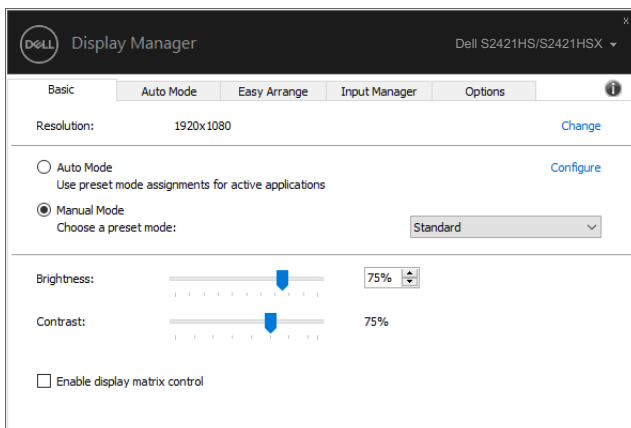 DELL Display Manager Dell S2421HS/S2421HSX
Basic Auto Mode Easy Arrange Input Manager Options
Resolution: 1920x1080 Change
Auto Mode Configure
Use preset mode assignments for active applications
Manual Mode
Choose a preset mode: Standard
Brightness: 75%
Contrast: 75%
Enable display matrix control